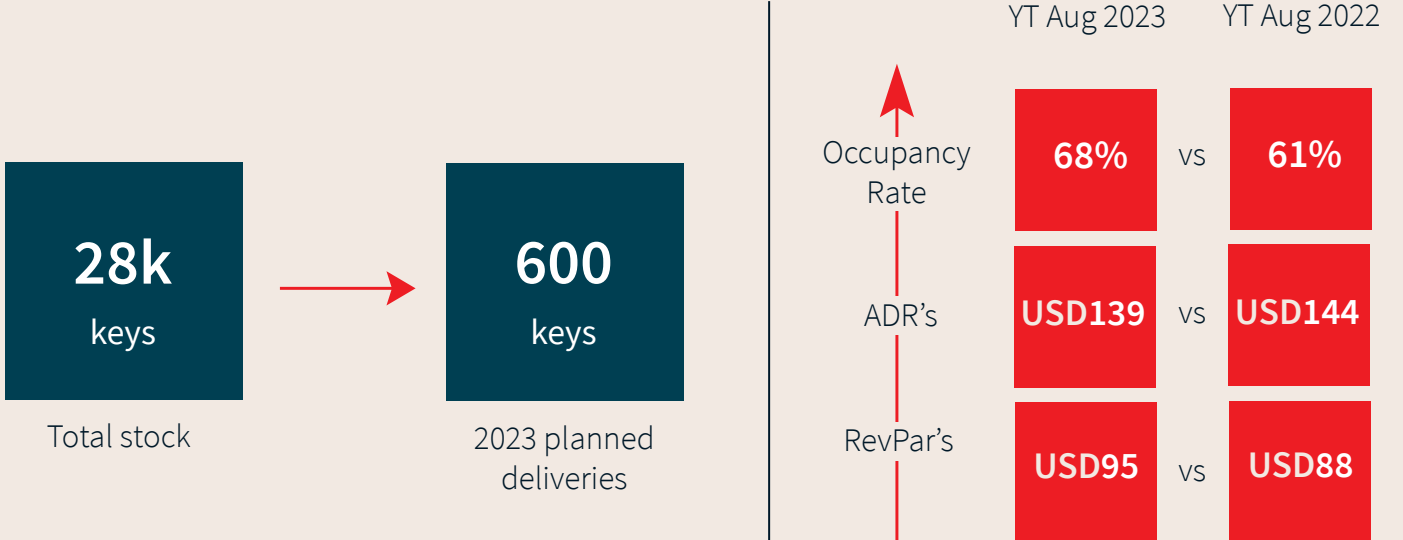 28k
keys
Total stock
600
keys
2023 planned
deliveries
YT Aug 2023
YT Aug 2022
Occupancy
Rate
68% vs 61%
ADR's
USD139 vs USD144
RevPar's
USD95 vs USD88